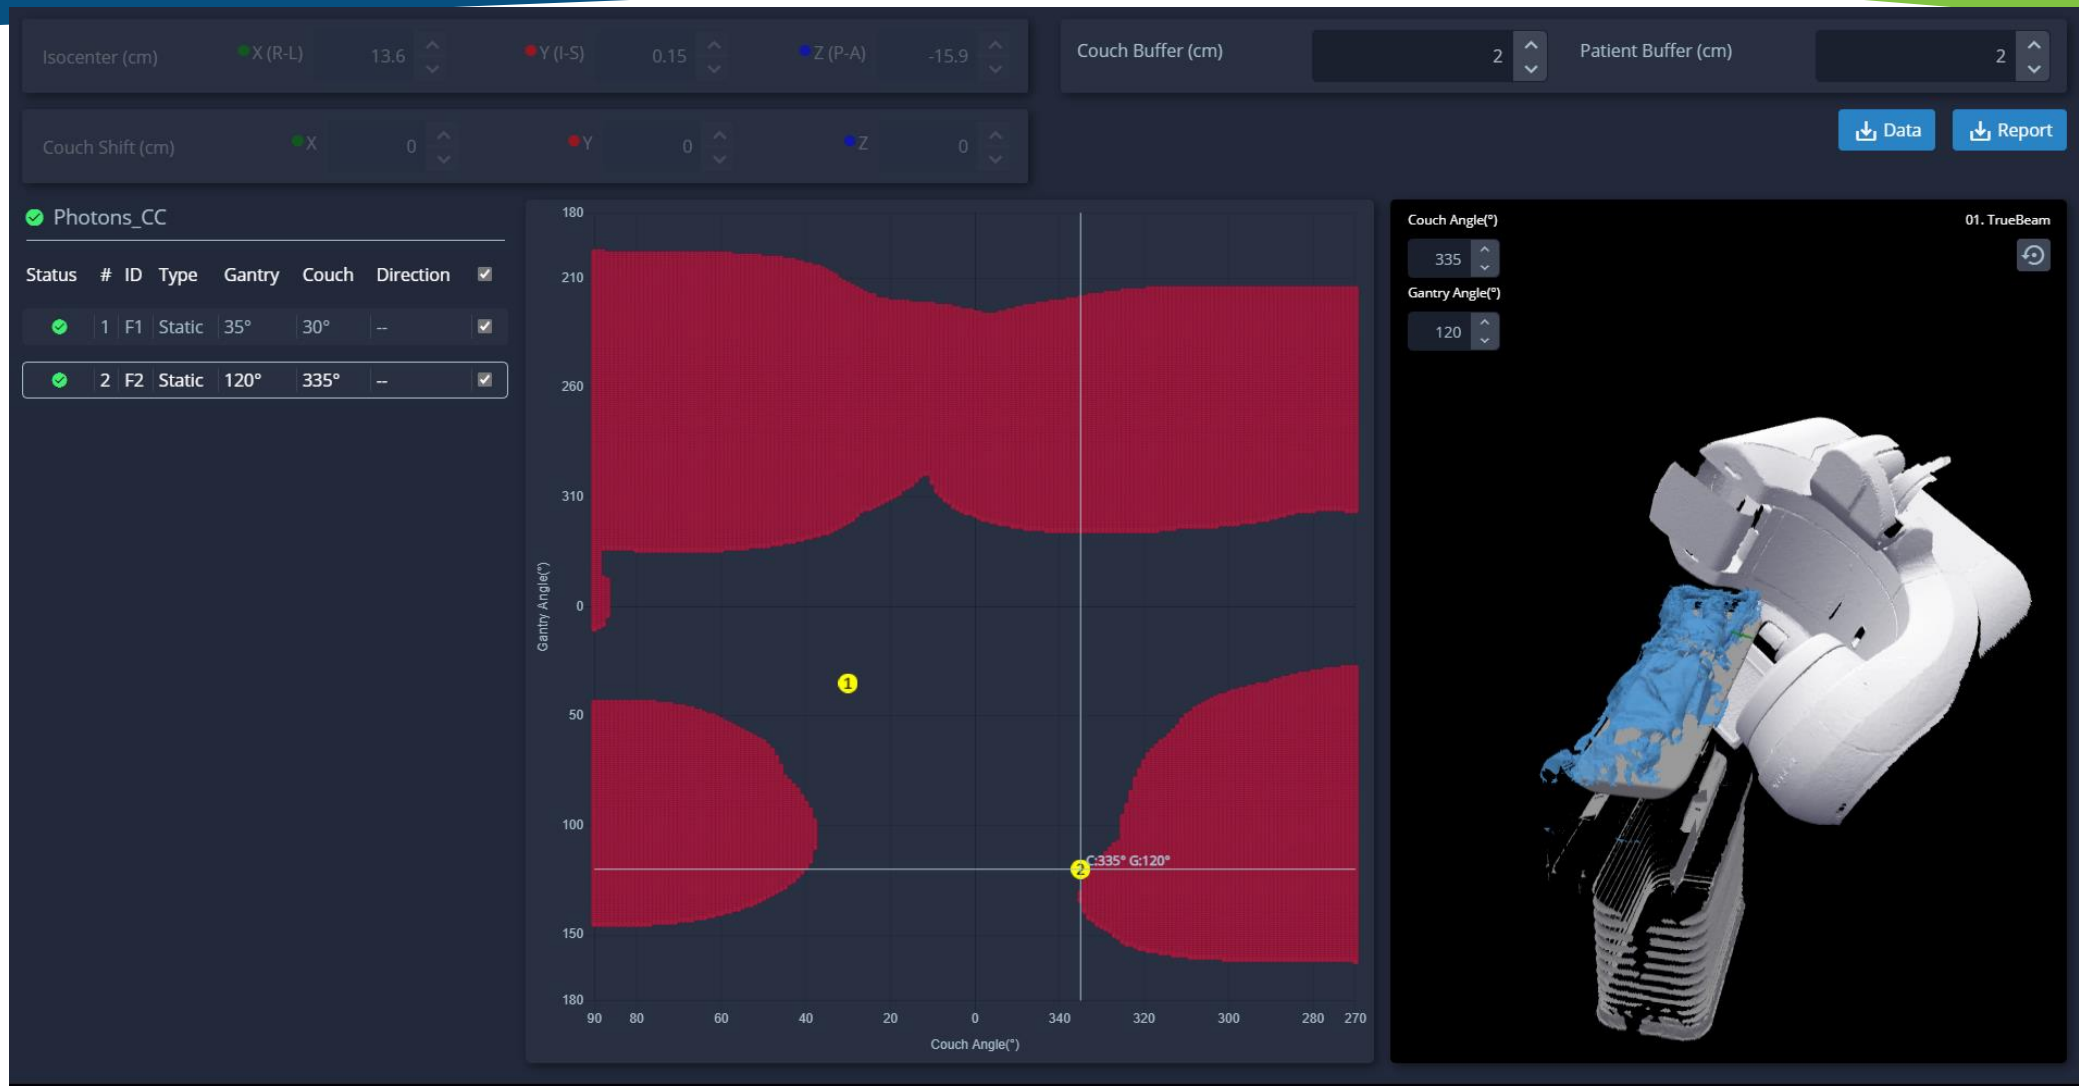 Isocenter (cm) X (R-L) 13.6 Y (I-S) 0.15 Z (P-A) -15.9
Couch Buffer (cm) 2 Patient Buffer (cm) 2
Couch Shift (cm) X 0 Y 0 Z 0
Data Report
Photons_CC
Status # ID Type Gantry Couch Direction
1 F1 Static 35° 30° --
2 F2 Static 120° 335° --
180
210
260
310
0
50
100
150
180
Gantry Angle(°)
1
2
C:335° G:120°
90 80 60 40 20 0 340 320 300 280 270
Couch Angle(°)
Couch Angle(°)
335
Gantry Angle(°)
120
01. TrueBeam